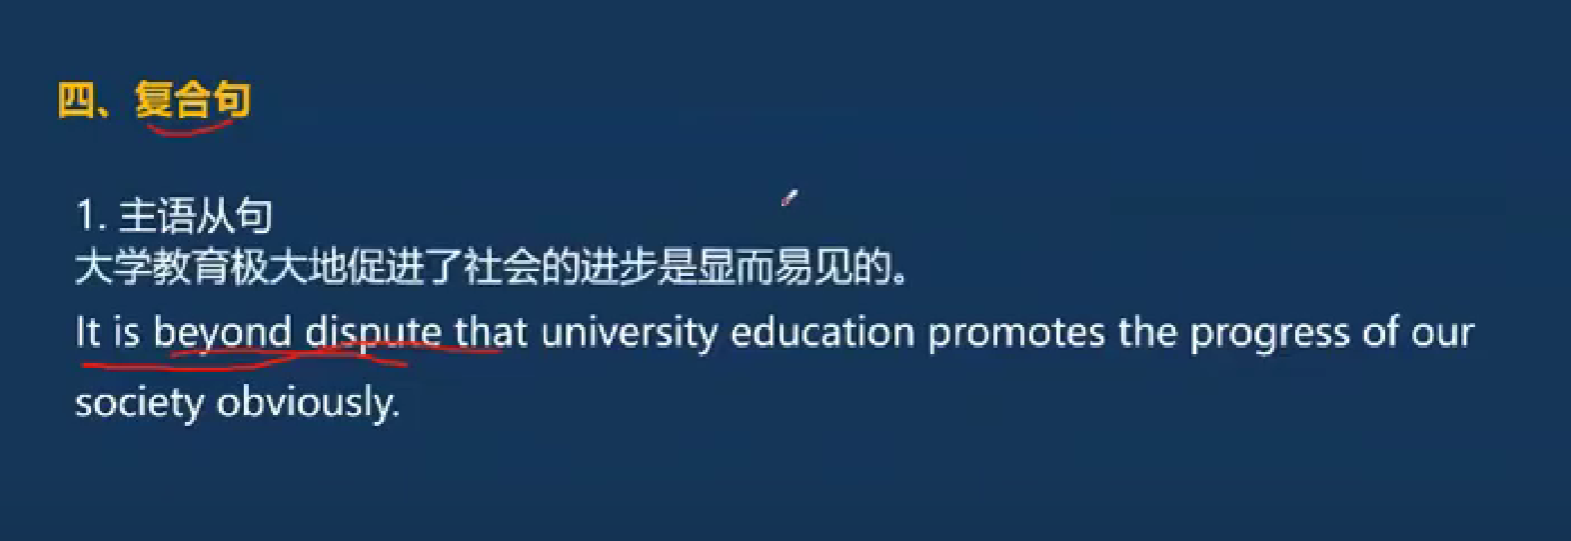 四、复合句
1. 主语从句
大学教育极大地促进了社会的进步是显而易见的。
It is beyond dispute that university education promotes the progress of our
society obviously.